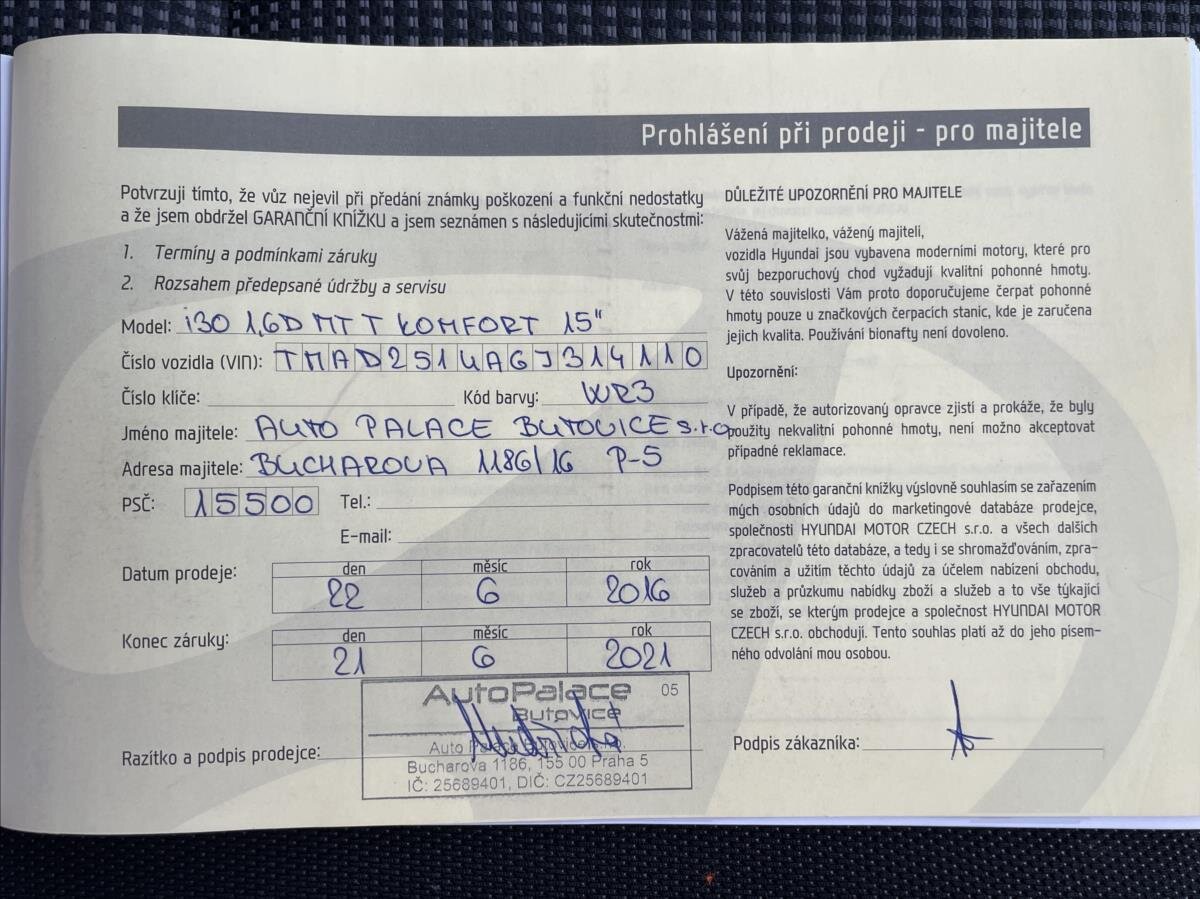 Prohlášení při prodeji - pro majitele
Potvrzuji tímto, že vůz nejevil při předání známky poškození a funkční nedostatky
a že jsem obdržel GARANČNÍ KNÍŽKU a jsem seznámen s následujícími skutečnostmi:
1. Termíny a podmínkami záruky
2. Rozsahem předepsané údržby a servisu
Model: i30 1,6D MT T KOMFORT 15"
Číslo vozidla (VIN): TMAD251UAGJ314110
Číslo klíče: Kód barvy: WR3
Jméno majitele: AUTO PALACE BUTOVICE s.r.o
Adresa majitele: BUCHAROVA 1186/16 P-5
PSČ: 15500 Tel.:
E-mail:
Datum prodeje: den měsíc rok
22 6 2016
Konec záruky: den měsíc rok
21 6 2021
Razítko a podpis prodejce:
AutoPalace 05
Butovice
Auto Palace Butovice s.r.o.
Bucharova 1186, 155 00 Praha 5
IČ: 25689401, DIČ: CZ25689401
DŮLEŽITÉ UPOZORNĚNÍ PRO MAJITELE
Vážená majitelko, vážený majiteli,
vozidla Hyundai jsou vybavena moderními motory, které pro
svůj bezporuchový chod vyžadují kvalitní pohonné hmoty.
V této souvislosti Vám proto doporučujeme čerpat pohonné
hmoty pouze u značkových čerpacích stanic, kde je zaručena
jejich kvalita. Používání bionafty není dovoleno.
Upozornění:
V případě, že autorizovaný opravce zjistí a prokáže, že byly
použity nekvalitní pohonné hmoty, není možno akceptovat
případné reklamace.
Podpisem této garanční knížky výslovně souhlasím se zařazením
mých osobních údajů do marketingové databáze prodejce,
společnosti HYUNDAI MOTOR CZECH s.r.o. a všech dalších
zpracovatelů této databáze, a tedy i se shromažďováním, zpra-
cováním a užitím těchto údajů za účelem nabízení obchodu,
služeb a průzkumu nabídky zboží a služeb a to vše týkající
se zboží, se kterým prodejce a společnost HYUNDAI MOTOR
CZECH s.r.o. obchodují. Tento souhlas platí až do jeho písem-
ného odvolání mou osobou.
Podpis zákazníka: